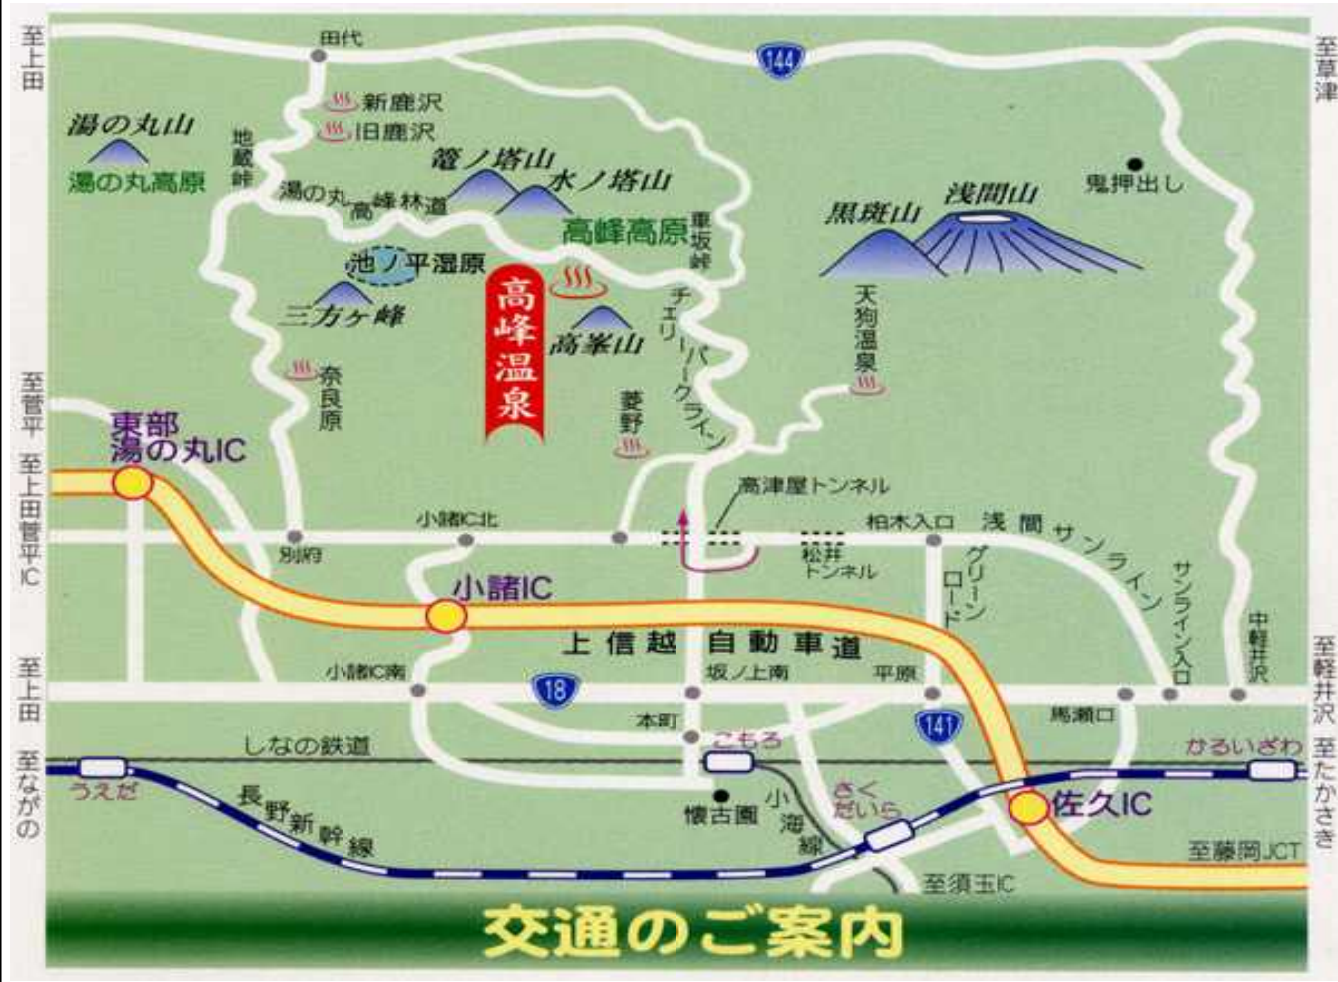 至上田
田代
144
至草津
新鹿沢
旧鹿沢
湯の丸山
湯の丸高原
地蔵峠
湯の丸高峰林道
篭ノ塔山
水ノ塔山
高峰高原
車坂峠
黒斑山
浅間山
鬼押出し
池ノ平湿原
三方ヶ峰
高峰温泉
高峯山
チェリーパークライン
天狗温泉
奈良原
菱野
至菅平
東部
湯の丸IC
至上田菅平IC
高津屋トンネル
小諸IC北
別府
柏木入口
浅間サンライン
松井
トンネル
グリーン
ロード
サンライン入口
中軽井沢
小諸IC
上信越自動車道
至上田
小諸IC南
18
坂ノ上南
平原
至軽井沢
本町
141
馬瀬口
しなの鉄道
こもろ
かるいざわ
至ながの
うえだ
至たかさき
長野新幹線
懐古園
小海線
さく
だいら
佐久IC
至藤岡JCT
至須玉IC
交通のご案内